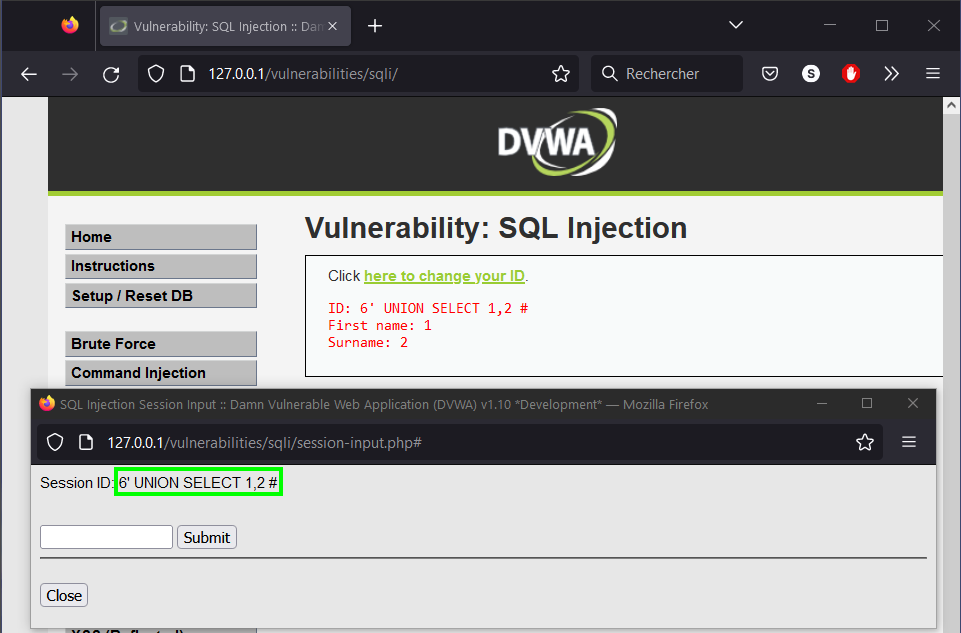 Vulnerability: SQL Injection :: Dan
127.0.0.1/vulnerabilities/sqli/
Rechercher
S
DVWA
Home
Instructions
Setup / Reset DB
Brute Force
Command Injection
Vulnerability: SQL Injection
Click here to change your ID.
ID: 6' UNION SELECT 1,2 #
First name: 1
Surname: 2
SQL Injection Session Input :: Damn Vulnerable Web Application (DVWA) v1.10 *Development* — Mozilla Firefox
127.0.0.1/vulnerabilities/sqli/session-input.php#
Session ID: 6' UNION SELECT 1,2 #
Submit
Close
XSS (Reflected)